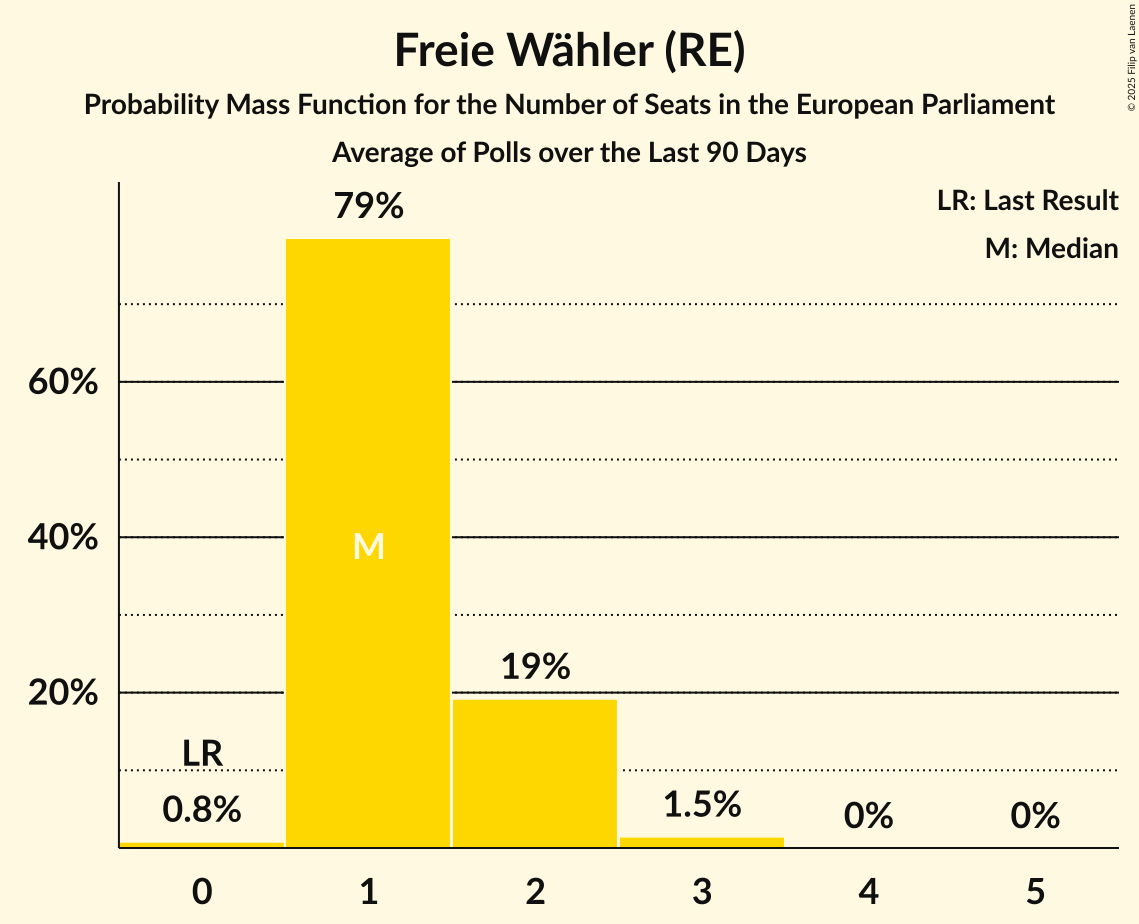 Freie Wähler (RE)
Probability Mass Function for the Number of Seats in the European Parliament
Average of Polls over the Last 90 Days
© 2025 Filip van Laenen
LR: Last Result
M: Median
79%
60%
40%
M
20%
19%
LR
0.8%
1.5%
0%
0%
0 1 2 3 4 5